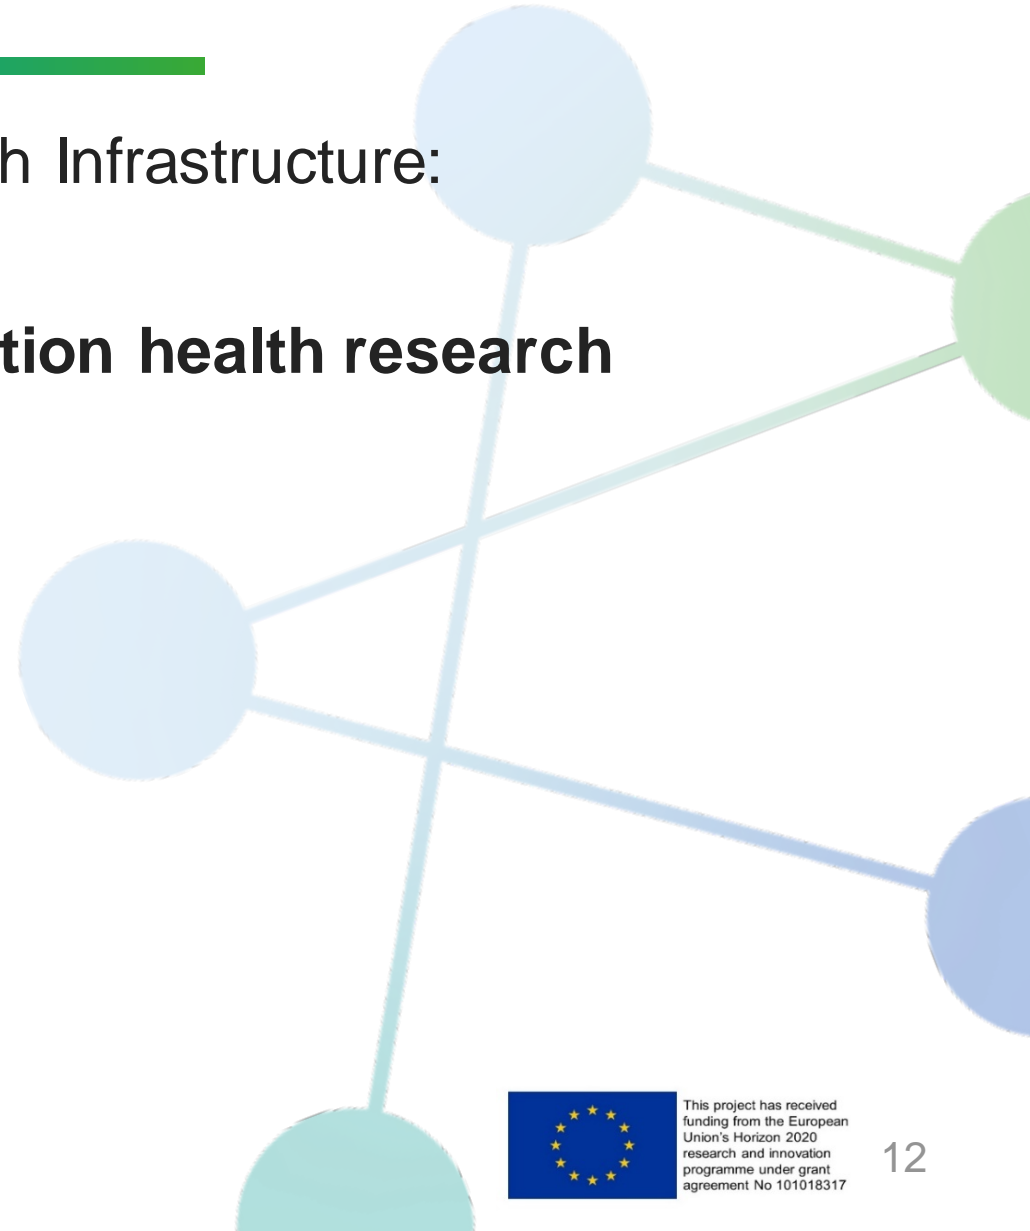 h Infrastructure:
tion health research
This project has received
funding from the European
Union's Horizon 2020
research and innovation
programme under grant
agreement No 101018317
12